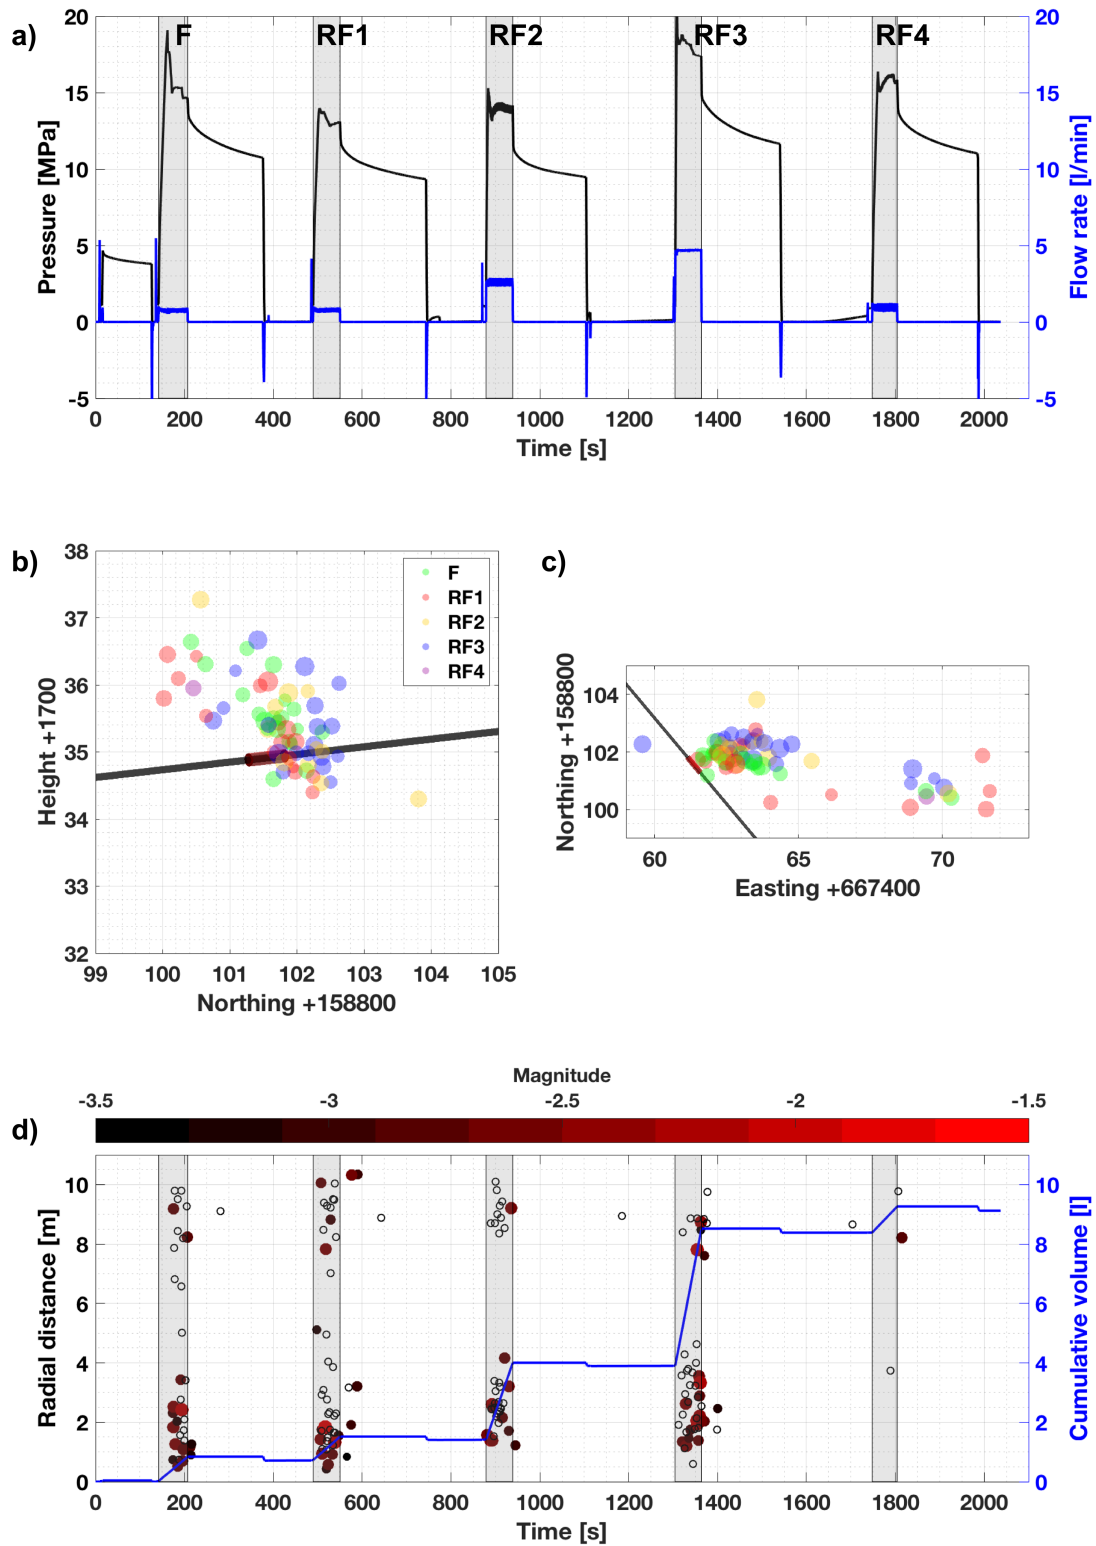 a)
F RF1 RF2 RF3 RF4
20 15 10 5 0 -5
Pressure [MPa]
20 15 10 5 0 -5
Flow rate [l/min]
0 200 400 600 800 1000 1200 1400 1600 1800 2000
Time [s]
b)
38 37 36 35 34 33 32
Height +1700
F
RF1
RF2
RF3
RF4
99 100 101 102 103 104 105
Northing +158800
c)
104 102 100
Northing +158800
60 65 70
Easting +667400
Magnitude
-3.5 -3 -2.5 -2 -1.5
d)
10 8 6 4 2 0
Radial distance [m]
10 8 6 4 2 0
Cumulative volume [l]
0 200 400 600 800 1000 1200 1400 1600 1800 2000
Time [s]